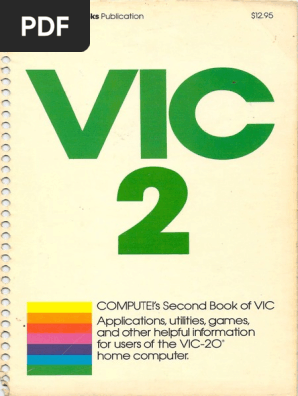 PDF
ks Publication
$12.95
VIC
2
COMPUTE!'s Second Book of VIC
Applications, utilities, games,
and other helpful information
for users of the VIC-20®
home computer.